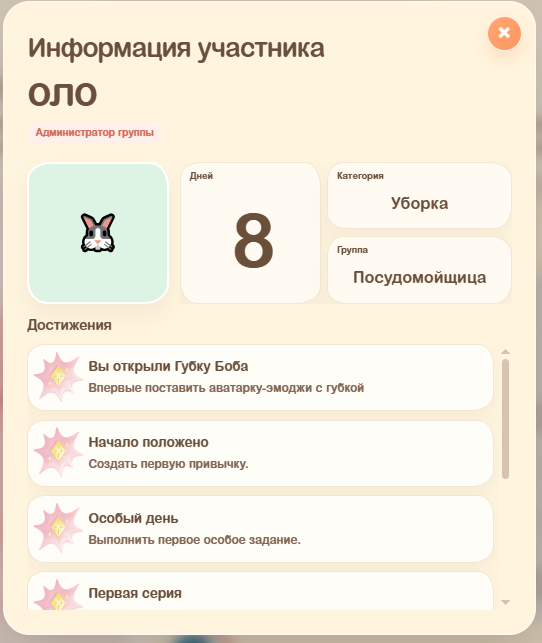 Информация участника
оло
Администратор группы
Дней
8
Категория
Уборка
Группа
Посудомойщица
Достижения
Вы открыли Губку Боба
Впервые поставить аватарку-эмоджи с губкой
Начало положено
Создать первую привычку.
Особый день
Выполнить первое особое задание.
Первая серия